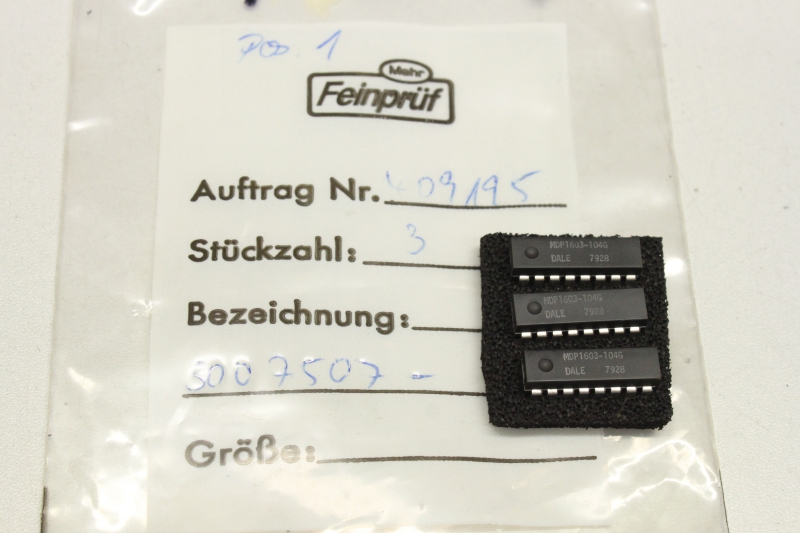 Pos. 1
Mahr
Feinprüf
Auftrag Nr. 409195
Stückzahl: 3
Bezeichnung:
5007507 -
Größe:
MDP1603-104G
DALE 7928
MDP1603-104G
DALE 7928
MDP1603-104G
DALE 7928